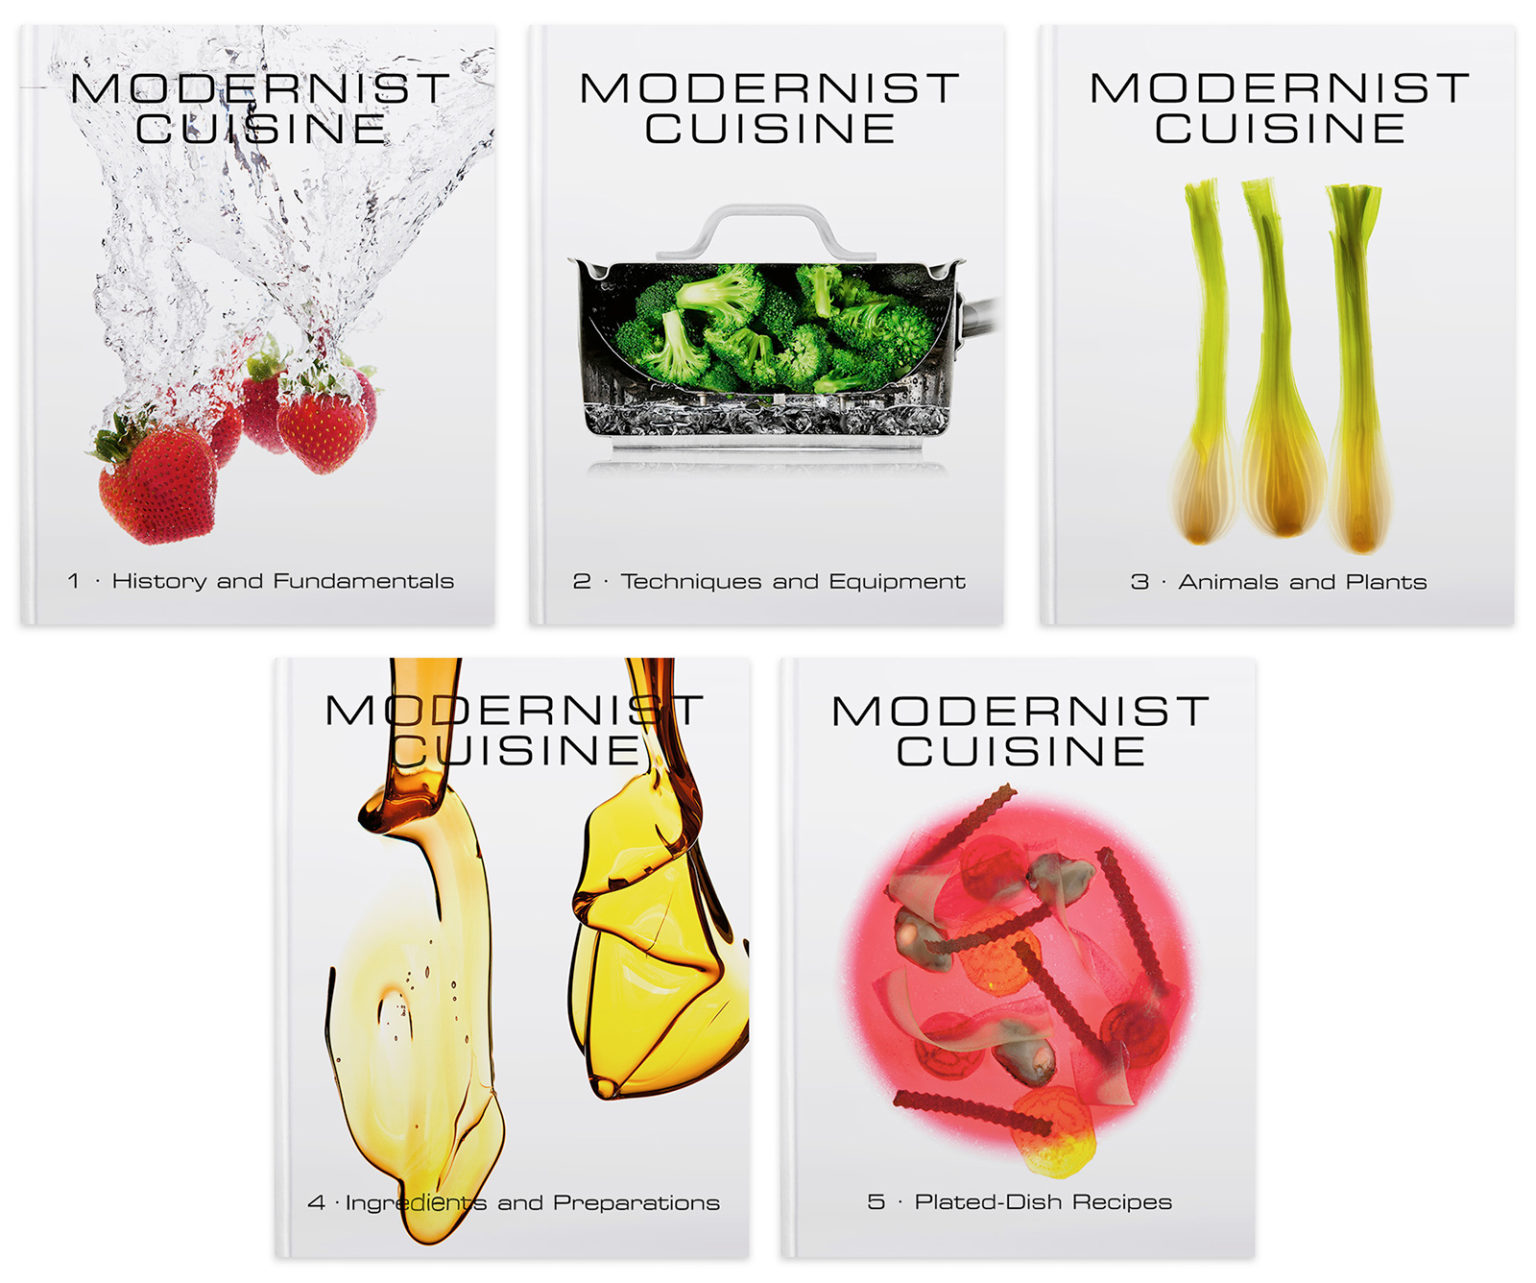 MODERNIST
CUISINE
1 · History and Fundamentals
MODERNIST
CUISINE
2 · Techniques and Equipment
MODERNIST
CUISINE
3 · Animals and Plants
MODERNIST
CUISINE
4 · Ingredients and Preparations
MODERNIST
CUISINE
5 · Plated-Dish Recipes